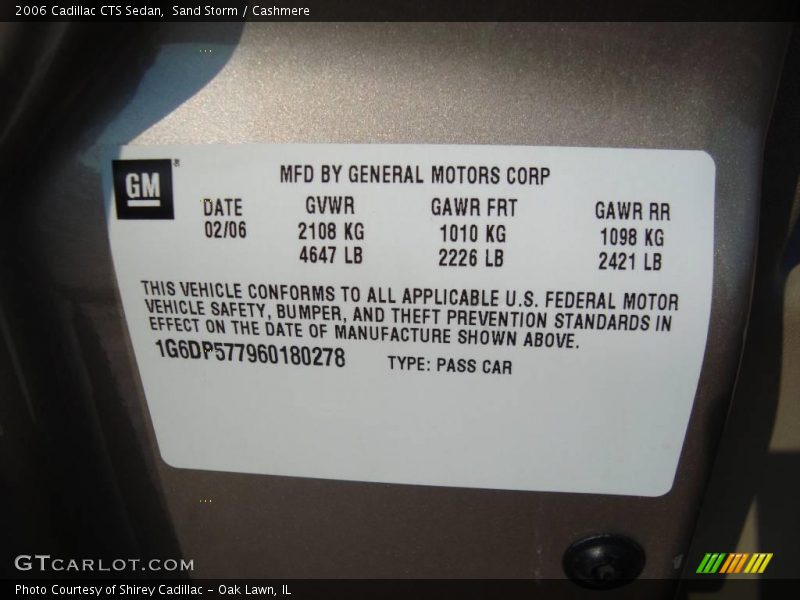 2006 Cadillac CTS Sedan,  Sand Storm / Cashmere
GM
MFD BY GENERAL MOTORS CORP
DATE GVWR GAWR FRT GAWR RR
02/06 2108 KG 1010 KG 1098 KG
4647 LB 2226 LB 2421 LB
THIS VEHICLE CONFORMS TO ALL APPLICABLE U.S. FEDERAL MOTOR
VEHICLE SAFETY, BUMPER, AND THEFT PREVENTION STANDARDS IN
EFFECT ON THE DATE OF MANUFACTURE SHOWN ABOVE.
1G6DP577960180278 TYPE: PASS CAR
GTCARLOT.COM
Photo Courtesy of Shirey Cadillac - Oak Lawn, IL